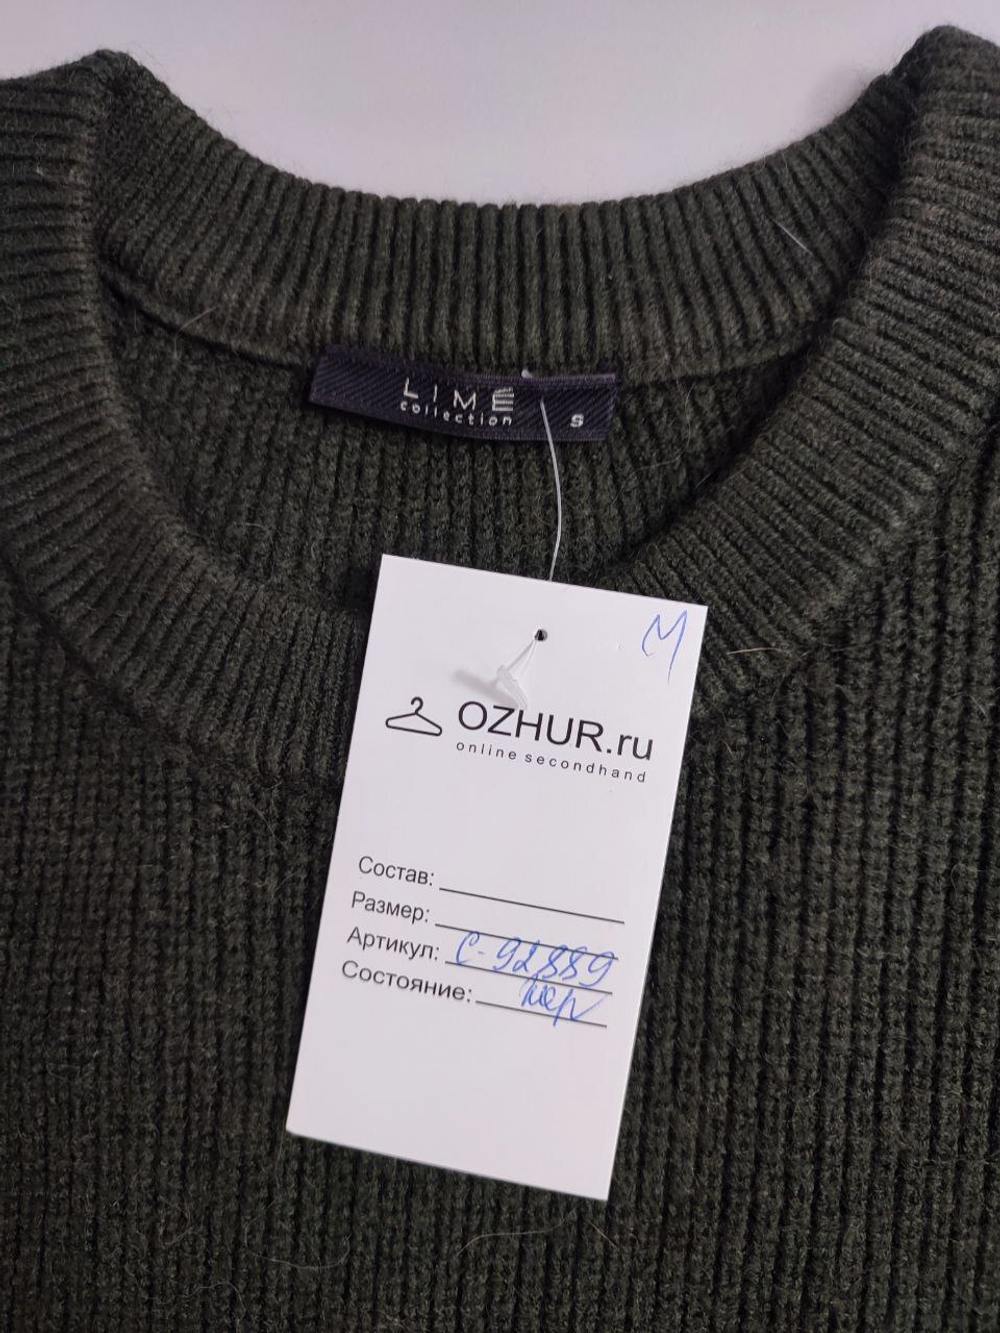 LIME
collection
S
M
OZHUR.ru
online secondhand
Состав:
Размер:
Артикул: С-92889
Состояние: хор